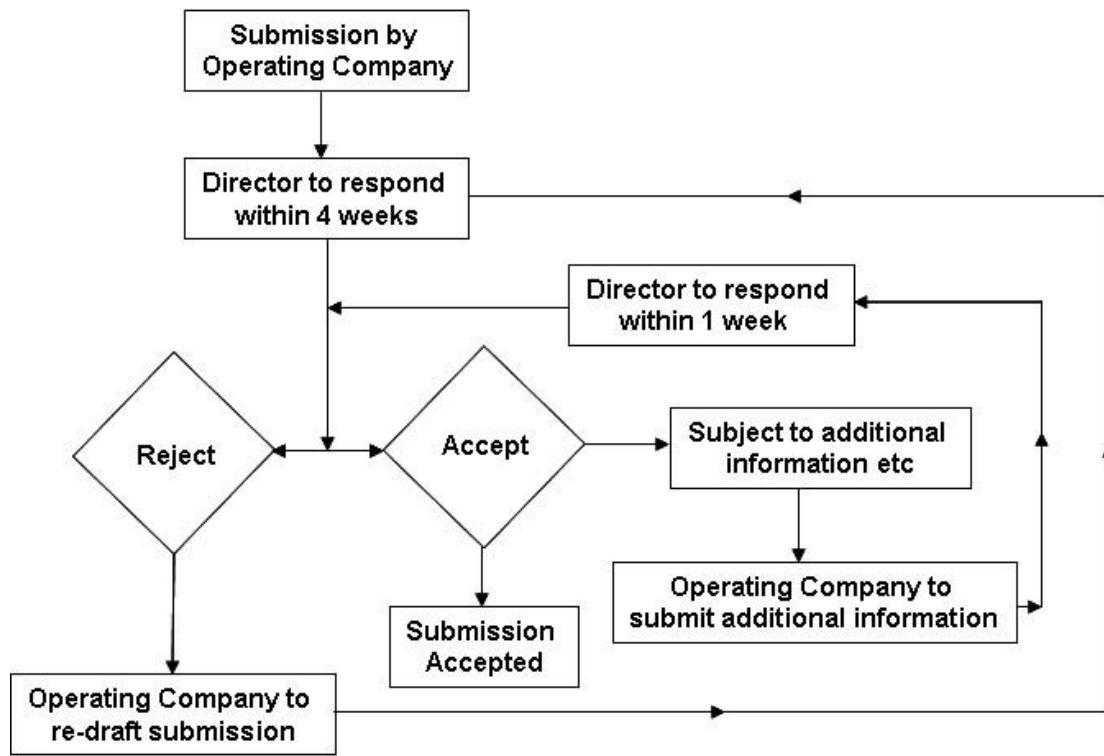 Submission by
Operating Company
Director to respond
within 4 weeks
Director to respond
within 1 week
Reject
Accept
Subject to additional
information etc
Operating Company to
submit additional information
Submission
Accepted
Operating Company to
re-draft submission